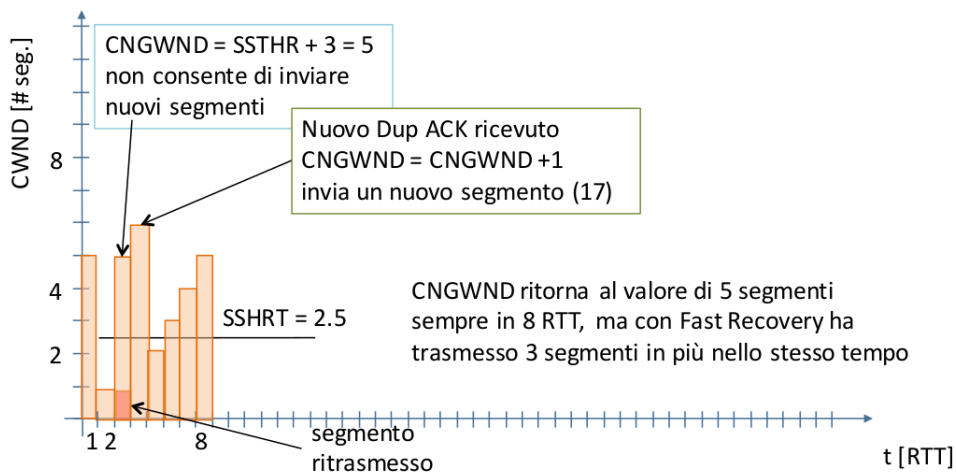 CWND [# seg.]
CNGWND = SSTHR + 3 = 5
non consente di inviare
nuovi segmenti
Nuovo Dup ACK ricevuto
CNGWND = CNGWND +1
invia un nuovo segmento (17)
8
4
2
SSHRT = 2.5
CNGWND ritorna al valore di 5 segmenti
sempre in 8 RTT, ma con Fast Recovery ha
trasmesso 3 segmenti in più nello stesso tempo
1 2 8
segmento
ritrasmesso
t [RTT]